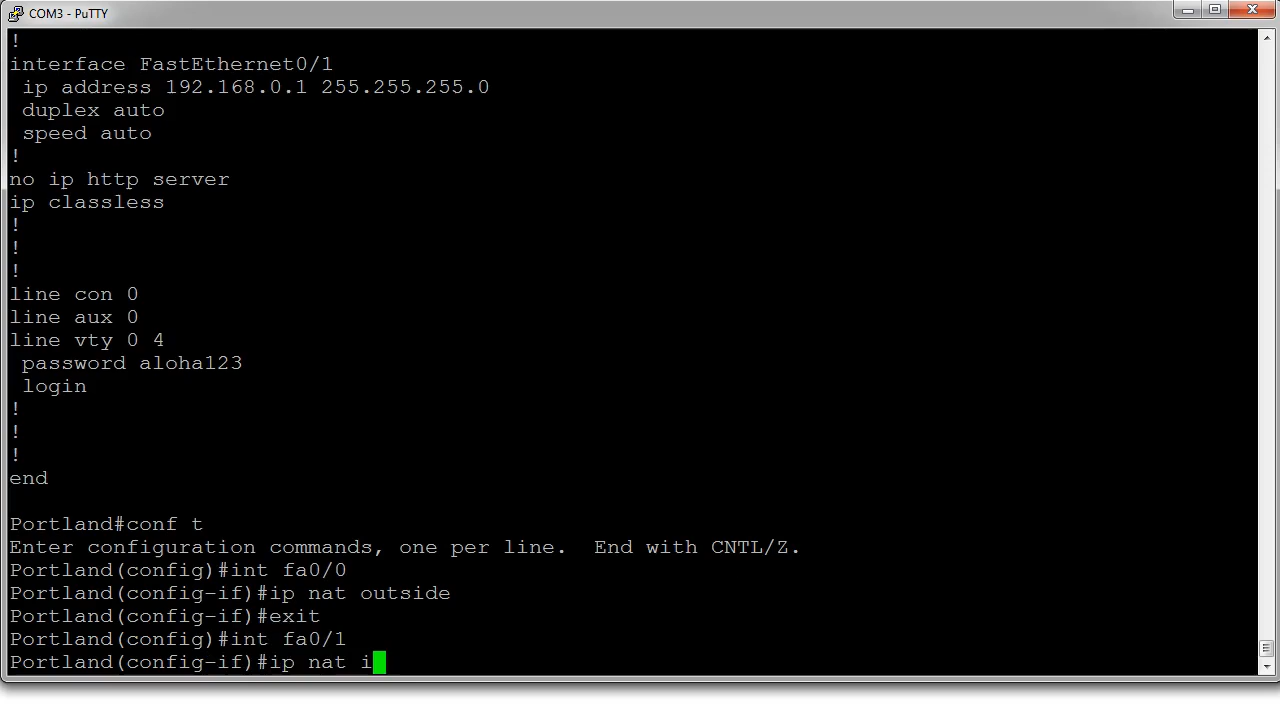 COM3 - PuTTY
!
interface FastEthernet0/1
 ip address 192.168.0.1 255.255.255.0
 duplex auto
 speed auto
!
no ip http server
ip classless
!
!
!
line con 0
line aux 0
line vty 0 4
 password aloha123
 login
!
!
!
end

Portland#conf t
Enter configuration commands, one per line.  End with CNTL/Z.
Portland(config)#int fa0/0
Portland(config-if)#ip nat outside
Portland(config-if)#exit
Portland(config)#int fa0/1
Portland(config-if)#ip nat i